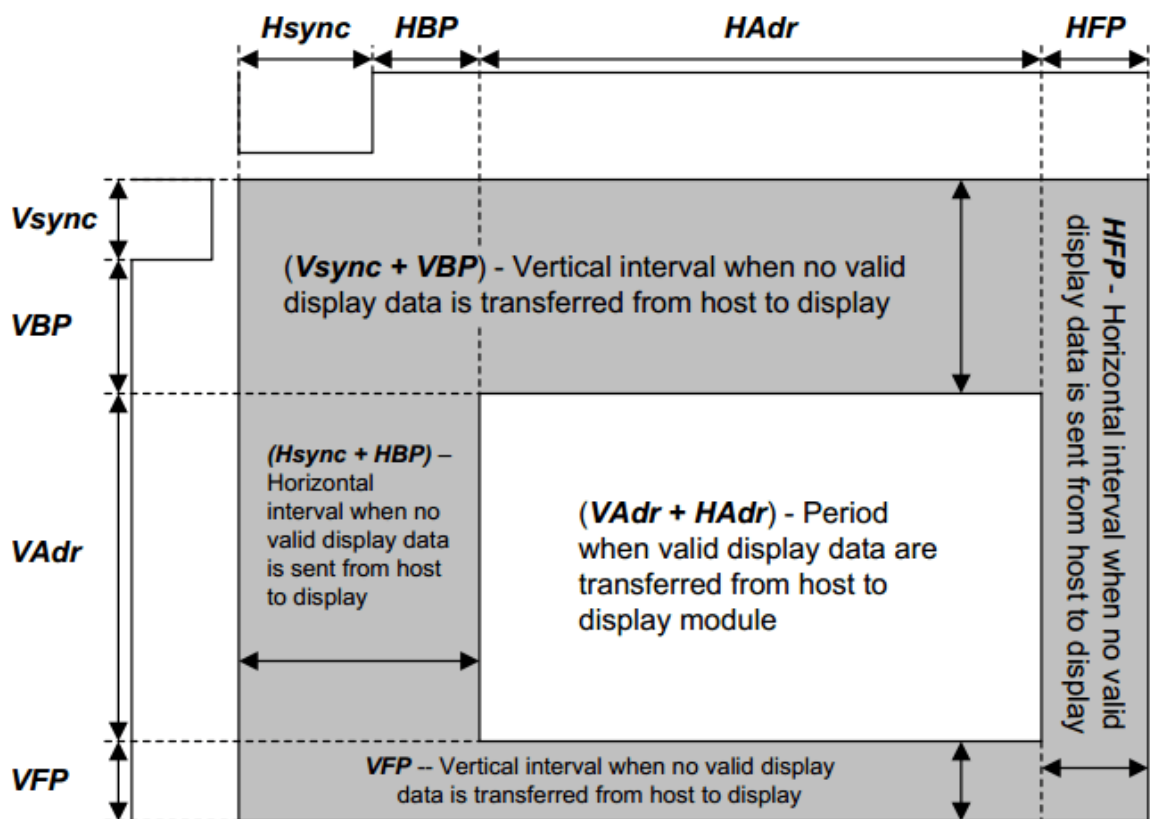 Hsync HBP HAdr HFP
Vsync
VBP
VAdr
VFP
(Vsync + VBP) - Vertical interval when no valid
display data is transferred from host to display
HFP - Horizontal interval when no valid
display data is sent from host to display
(Hsync + HBP) –
Horizontal
interval when no
valid display data
is sent from host
to display
(VAdr + HAdr) - Period
when valid display data are
transferred from host to
display module
VFP -- Vertical interval when no valid display
data is transferred from host to display